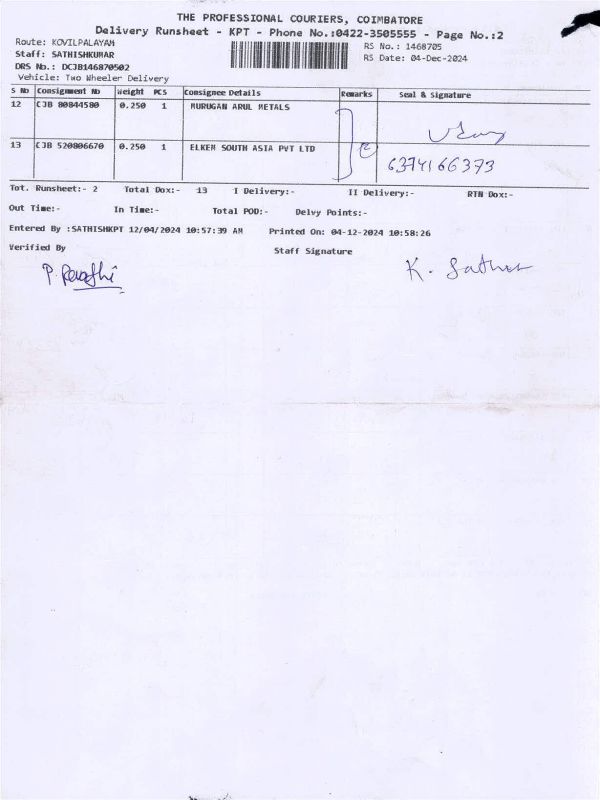 THE PROFESSIONAL COURIERS, COIMBATORE
Delivery Runsheet - KPT - Phone No.:0422-3505555 - Page No.:2
Route: KOVILPALAYAM
RS No.: 1468705
Staff: SATHISHKUMAR
RS Date: 04-Dec-2024
DRS No.: DCJB146870502
Vehicle: Two Wheeler Delivery
S No Consignment No Weight PCS Consignee Details Remarks Seal & Signature
12 CJB 80844580 0.250 1 MURUGAN ARUL METALS
13 CJB 520806670 0.250 1 ELKEM SOUTH ASIA PVT LTD
6374166373
Tot. Runsheet:- 2 Total Dox:- 13 I Delivery:- II Delivery:- RTN Dox:-
Out Time:- In Time:- Total POD:- Delvy Points:-
Entered By :SATHISHKPT 12/04/2024 10:57:39 AM Printed On: 04-12-2024 10:58:26
Verified By Staff Signature